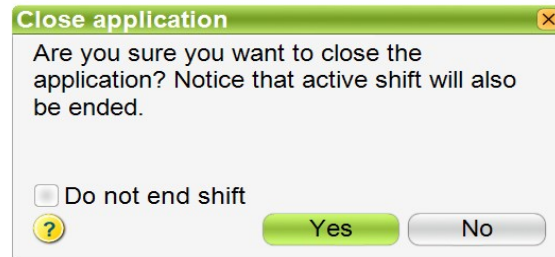 Close application
Are you sure you want to close the
application? Notice that active shift will also
be ended.
Do not end shift
?
Yes
No